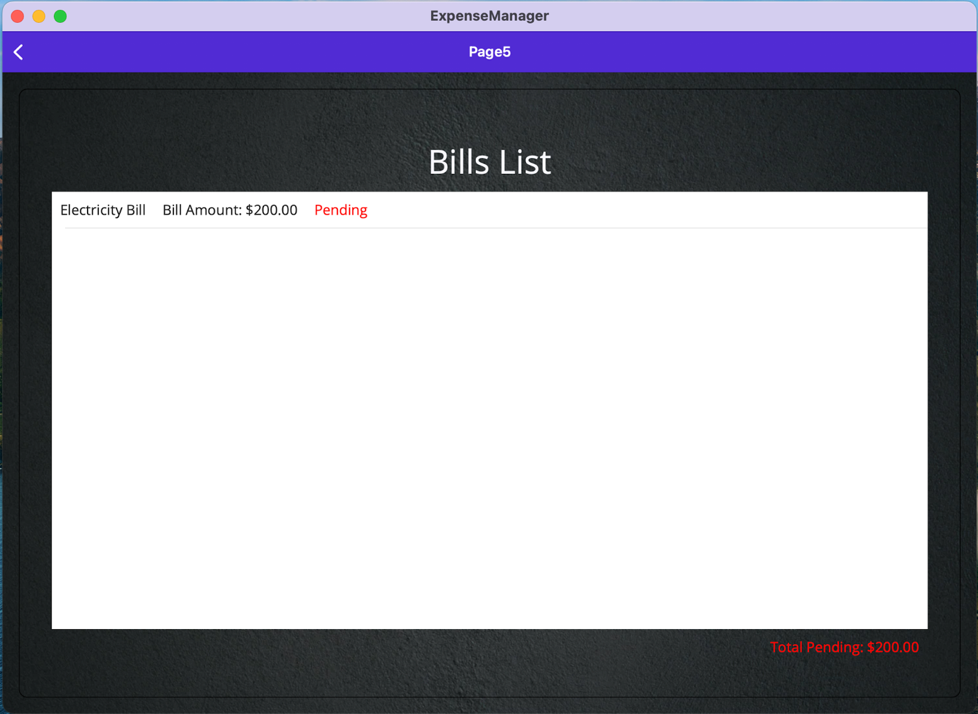 ExpenseManager
Page5
Bills List
Electricity Bill Bill Amount: $200.00 Pending
Total Pending: $200.00